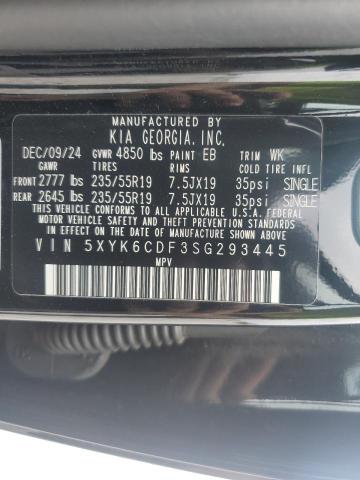 MANUFACTURED BY
KIA GEORGIA, INC.
DEC/09/24 GVWR 4850 lbs PAINT EB TRIM WK
GAWR TIRES RIMS COLD TIRE INFL
FRONT 2777 lbs 235/55R19 7.5JX19 35psi SINGLE
REAR 2645 lbs 235/55R19 7.5JX19 35psi SINGLE
THIS VEHICLE CONFORMS TO ALL APPLICABLE U.S.A. FEDERAL
MOTOR VEHICLE SAFETY, BUMPER, AND THEFT PREVENTION STANDARDS
IN EFFECT ON THE DATE OF MANUFACTURE SHOWN ABOVE.
VIN 5XYK6CDF3SG293445
MPV